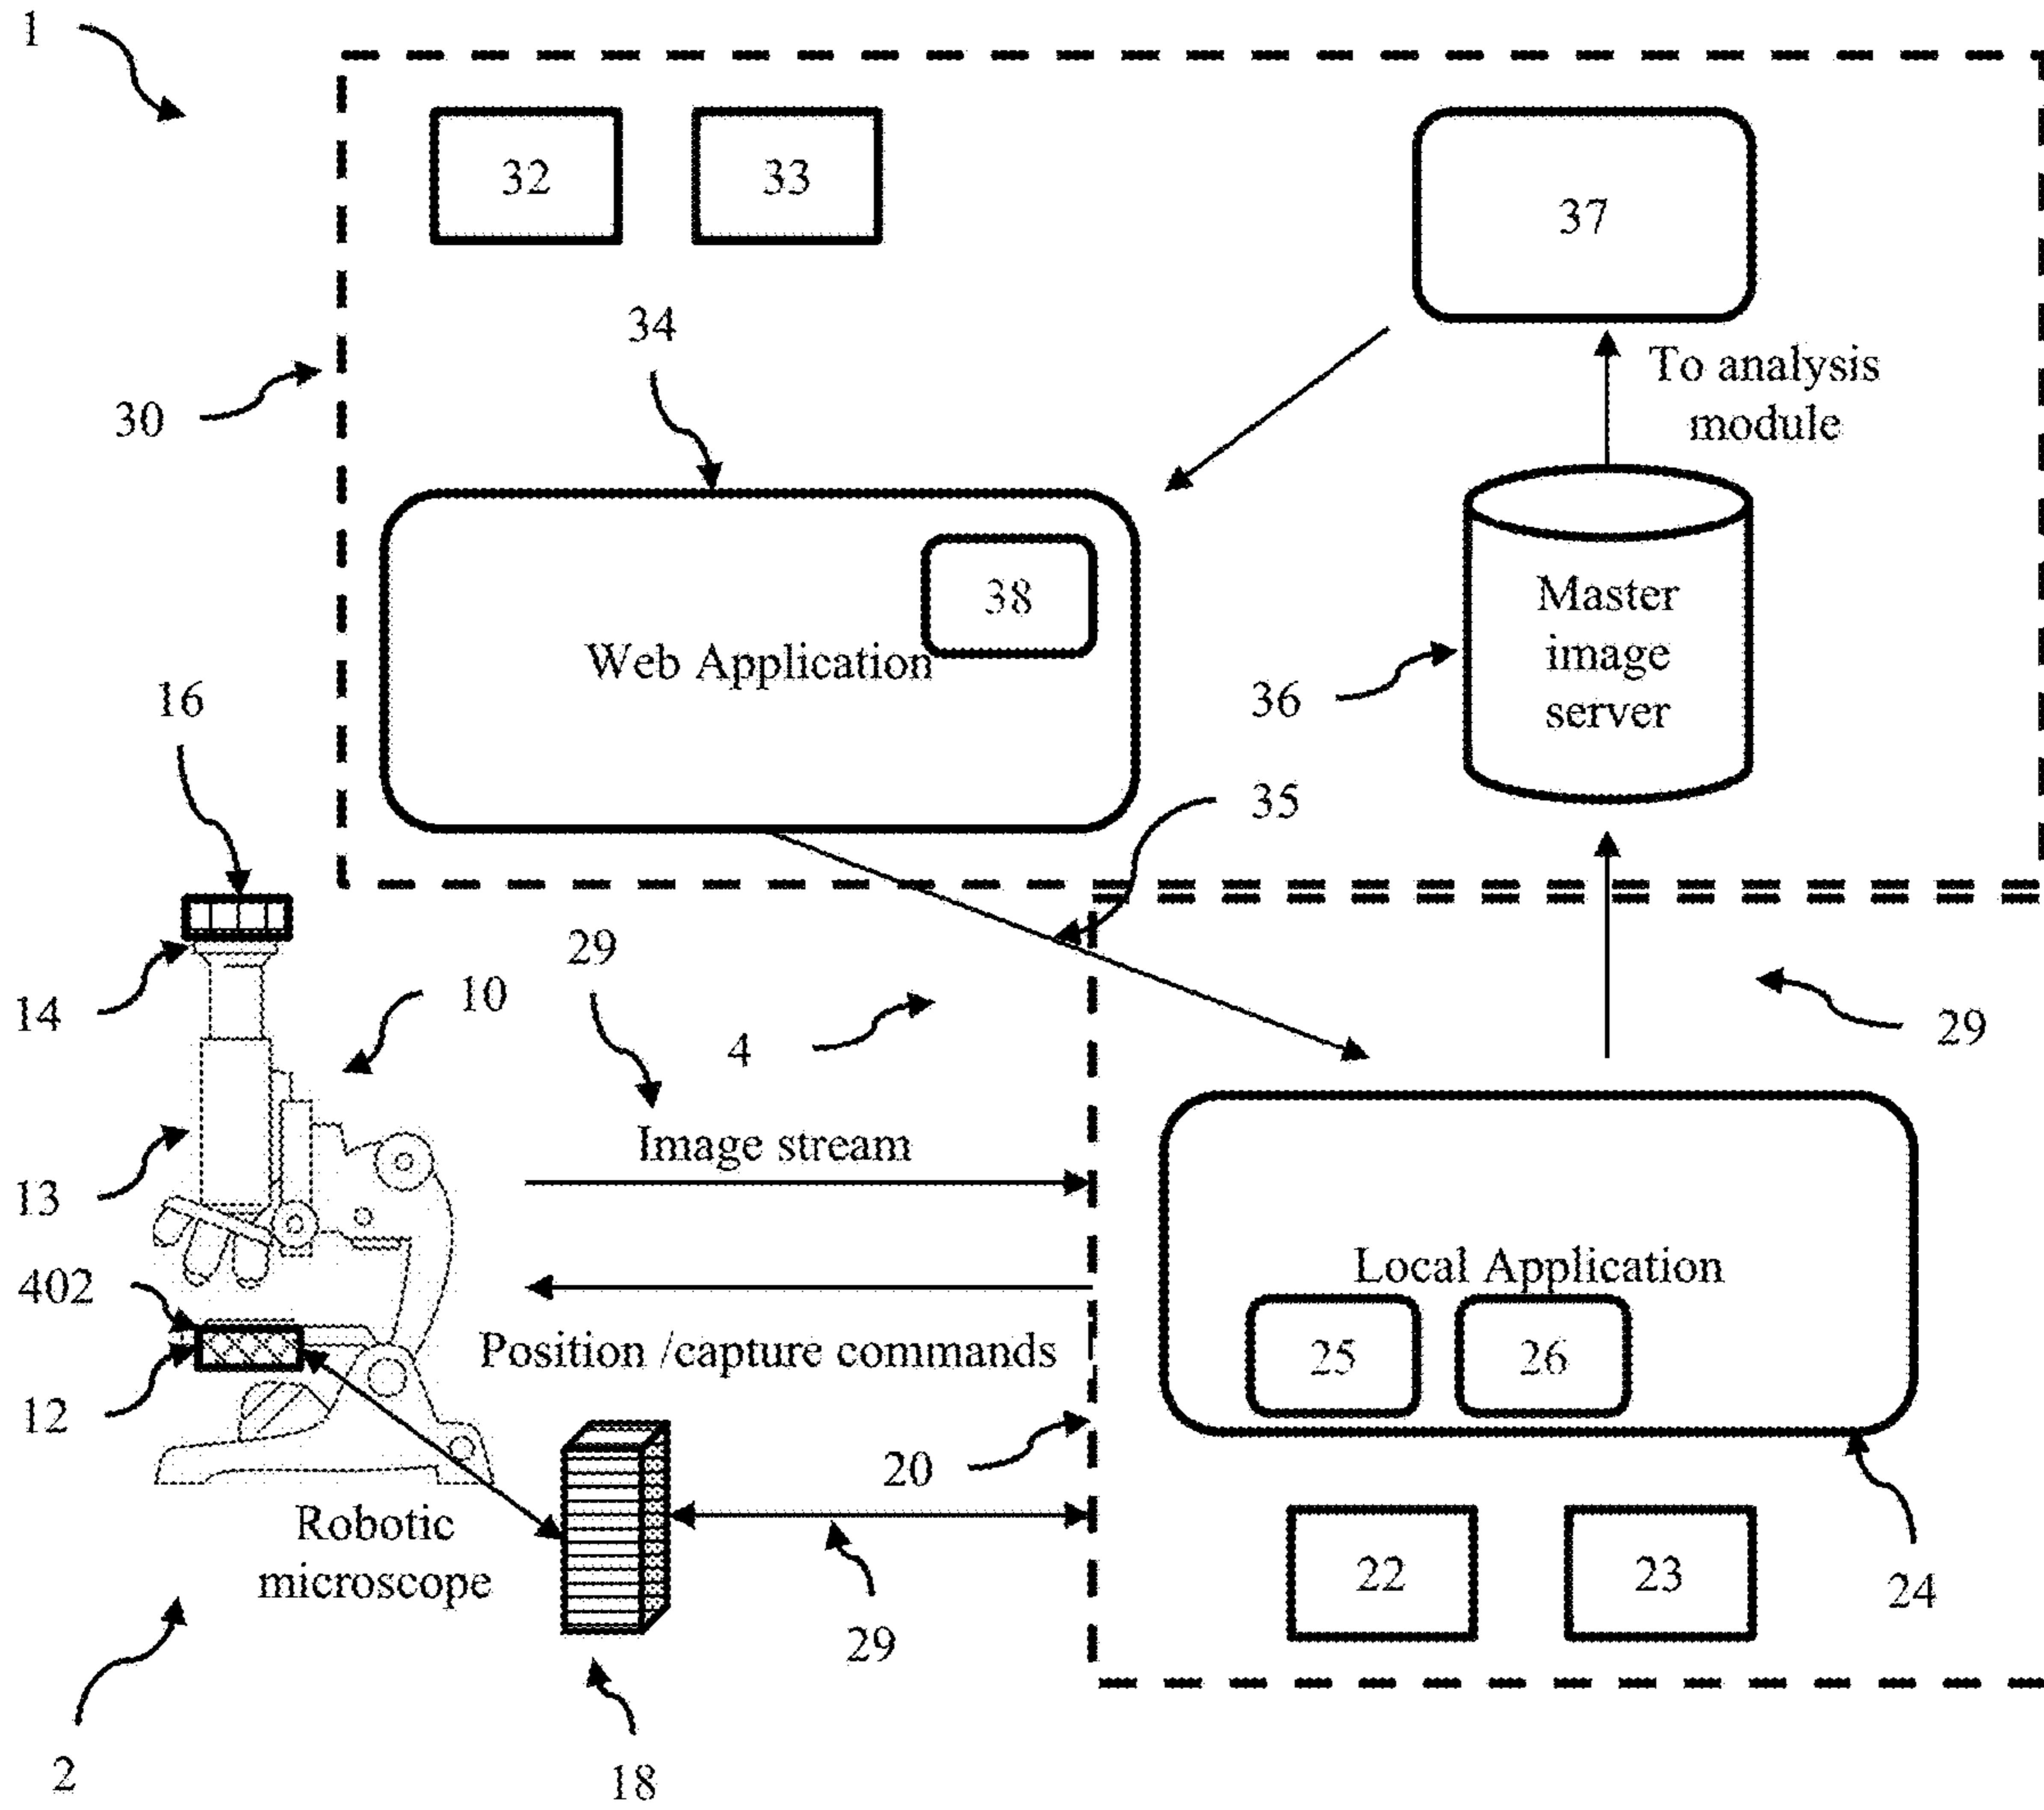 1
32
33
37
34
To analysis
module
30
38
Web Application
Master
image
server
36
16
35
29
14
10
4
29
Image stream
13
402
Local Application
Position /capture commands
25
26
12
20
Robotic
microscope
22
23
24
29
2
18